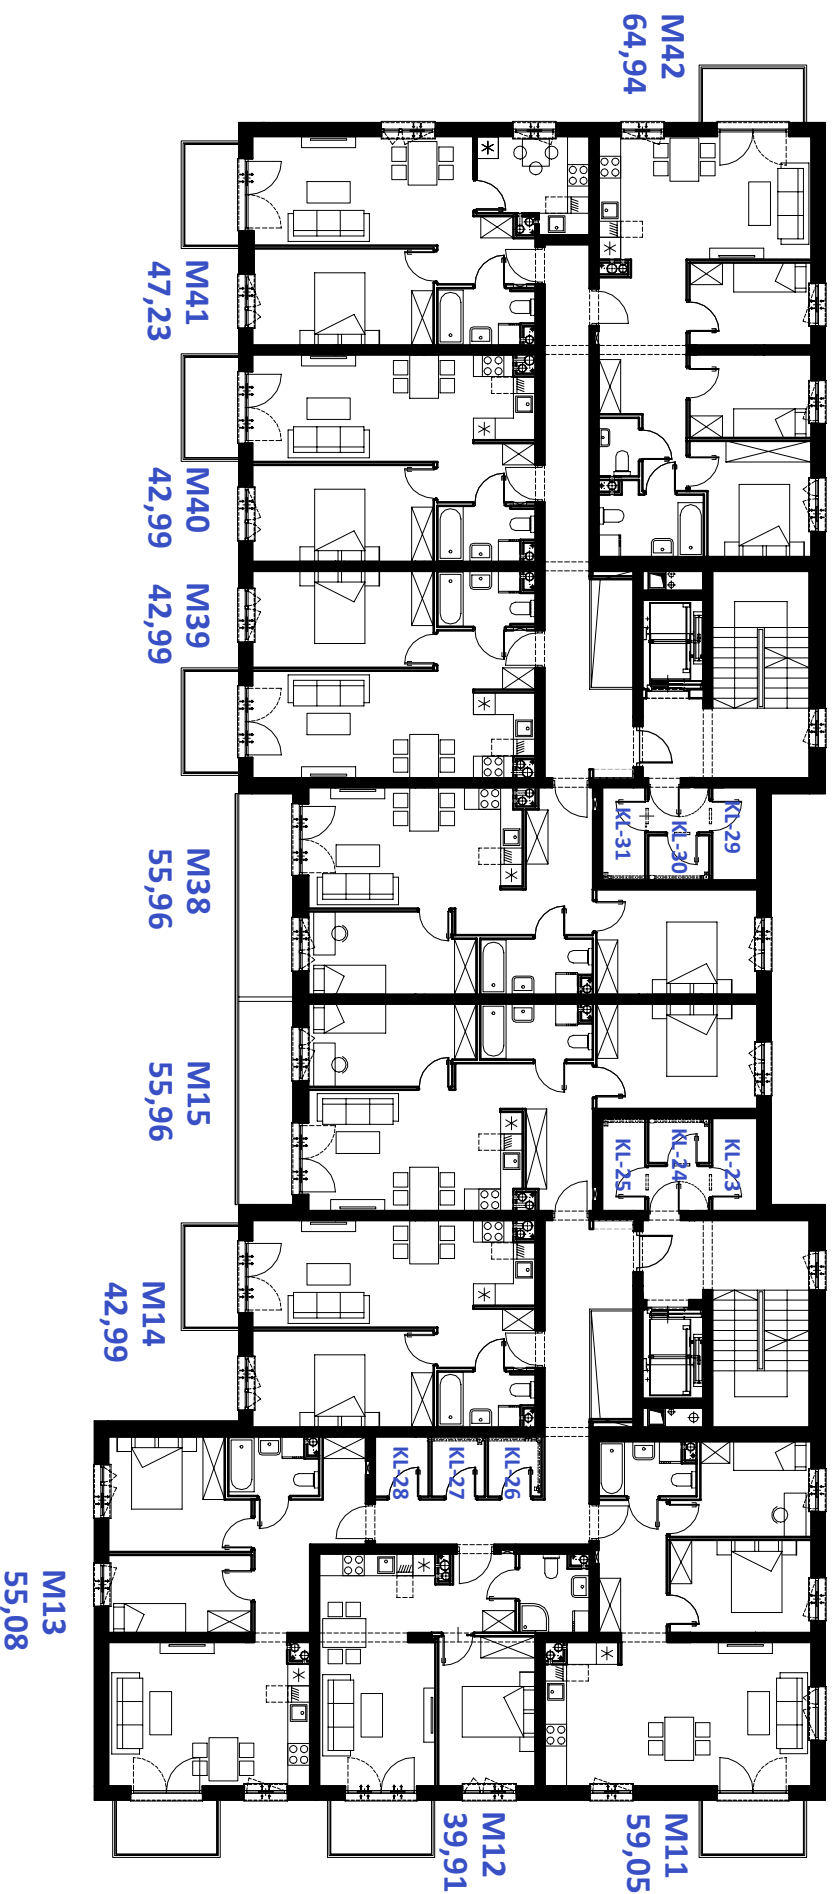 M42
64,94
M41
47,23
M40
42,99
M39
42,99
KL-29
KL-30
KL-31
M38
55,96
M15
55,96
KL-23
KL-24
KL-25
M14
42,99
KL-26
KL-27
KL-28
M13
55,08
M12
39,91
M11
59,05